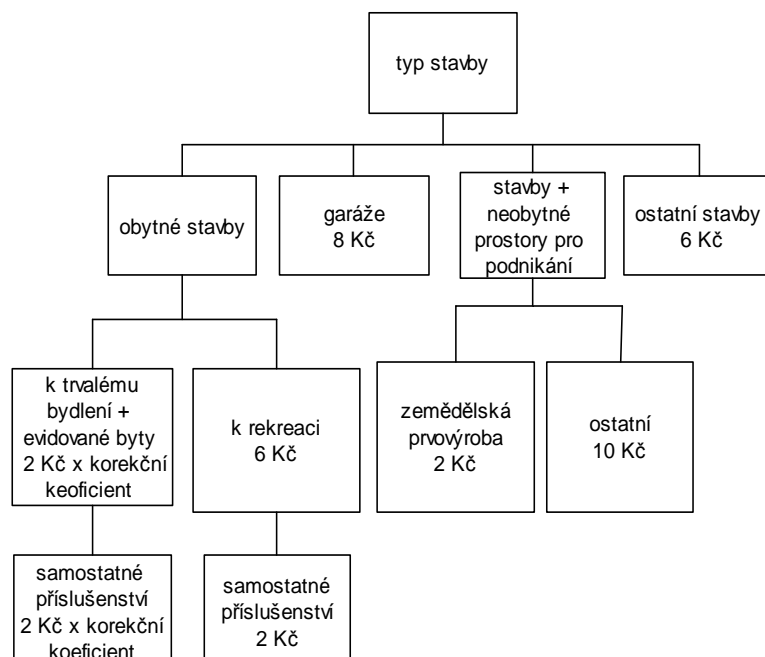 typ stavby
obytné stavby
garáže
8 Kč
stavby +
neobytné
prostory pro
podnikání
ostatní stavby
6 Kč
k trvalému
bydlení +
evidované byty
2 Kč x korekční
keoficient
k rekreaci
6 Kč
zemědělská
prvovýroba
2 Kč
ostatní
10 Kč
samostatné
příslušenství
2 Kč x korekční
koeficient
samostatné
příslušenství
2 Kč